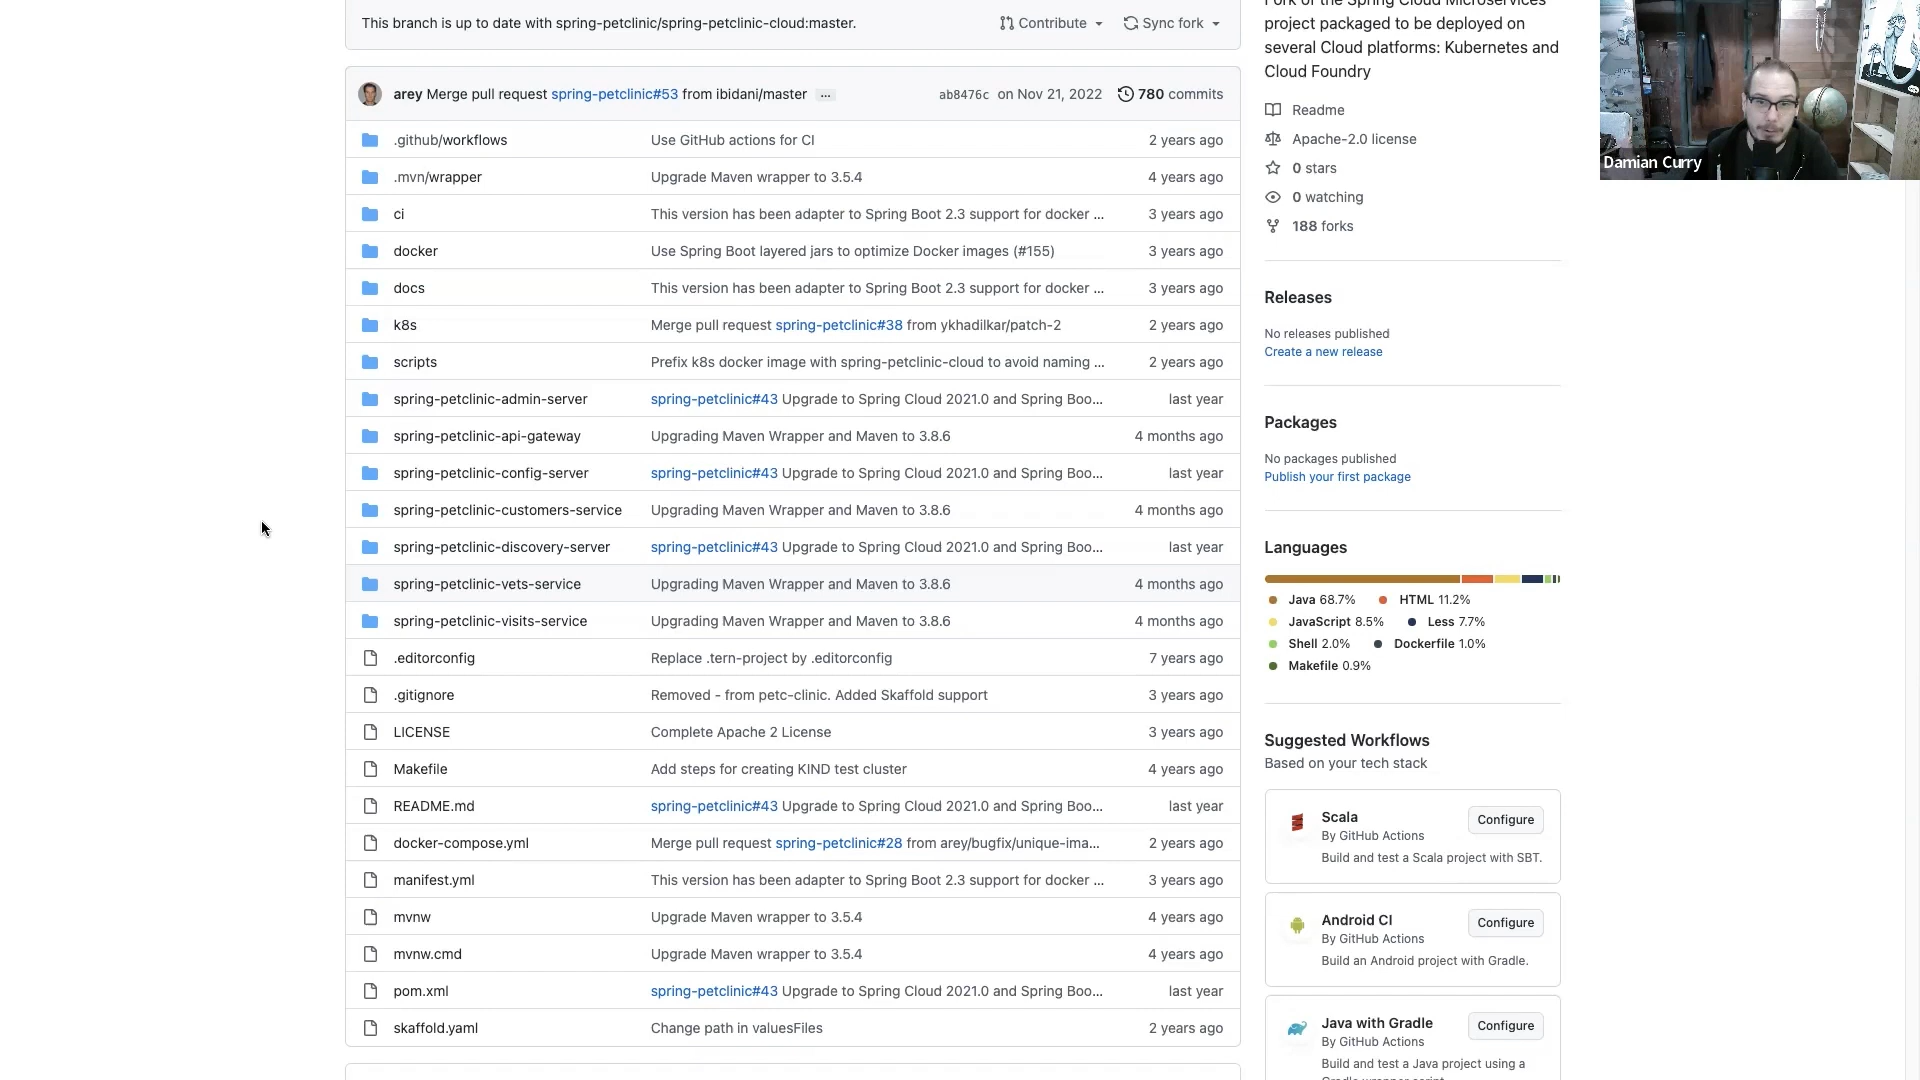 This branch is up to date with spring-petclinic/spring-petclinic-cloud:master.
Contribute
Sync fork
arey Merge pull request spring-petclinic#53 from ibidani/master ...
ab8476c on Nov 21, 2022
780 commits
.github/workflows Use GitHub actions for CI 2 years ago
.mvn/wrapper Upgrade Maven wrapper to 3.5.4 4 years ago
ci This version has been adapter to Spring Boot 2.3 support for docker ... 3 years ago
docker Use Spring Boot layered jars to optimize Docker images (#155) 3 years ago
docs This version has been adapter to Spring Boot 2.3 support for docker ... 3 years ago
k8s Merge pull request spring-petclinic#38 from ykhadilkar/patch-2 2 years ago
scripts Prefix k8s docker image with spring-petclinic-cloud to avoid naming ... 2 years ago
spring-petclinic-admin-server spring-petclinic#43 Upgrade to Spring Cloud 2021.0 and Spring Boo... last year
spring-petclinic-api-gateway Upgrading Maven Wrapper and Maven to 3.8.6 4 months ago
spring-petclinic-config-server spring-petclinic#43 Upgrade to Spring Cloud 2021.0 and Spring Boo... last year
spring-petclinic-customers-service Upgrading Maven Wrapper and Maven to 3.8.6 4 months ago
spring-petclinic-discovery-server spring-petclinic#43 Upgrade to Spring Cloud 2021.0 and Spring Boo... last year
spring-petclinic-vets-service Upgrading Maven Wrapper and Maven to 3.8.6 4 months ago
spring-petclinic-visits-service Upgrading Maven Wrapper and Maven to 3.8.6 4 months ago
.editorconfig Replace .tern-project by .editorconfig 7 years ago
.gitignore Removed - from petc-clinic. Added Skaffold support 3 years ago
LICENSE Complete Apache 2 License 3 years ago
Makefile Add steps for creating KIND test cluster 4 years ago
README.md spring-petclinic#43 Upgrade to Spring Cloud 2021.0 and Spring Boo... last year
docker-compose.yml Merge pull request spring-petclinic#28 from arey/bugfix/unique-ima... 2 years ago
manifest.yml This version has been adapter to Spring Boot 2.3 support for docker ... 3 years ago
mvnw Upgrade Maven wrapper to 3.5.4 4 years ago
mvnw.cmd Upgrade Maven wrapper to 3.5.4 4 years ago
pom.xml spring-petclinic#43 Upgrade to Spring Cloud 2021.0 and Spring Boo... last year
skaffold.yaml Change path in valuesFiles 2 years ago
Fork of the Spring Cloud Microservices
project packaged to be deployed on
several Cloud platforms: Kubernetes and
Cloud Foundry
Readme
Apache-2.0 license
0 stars
0 watching
188 forks
Releases
No releases published
Create a new release
Packages
No packages published
Publish your first package
Languages
Java 68.7% HTML 11.2%
JavaScript 8.5% Less 7.7%
Shell 2.0% Dockerfile 1.0%
Makefile 0.9%
Suggested Workflows
Based on your tech stack
Scala
By GitHub Actions
Configure
Build and test a Scala project with SBT.
Android CI
By GitHub Actions
Configure
Build an Android project with Gradle.
Java with Gradle
By GitHub Actions
Configure
Build and test a Java project using a
Gradle wrapper script.
Damian Curry